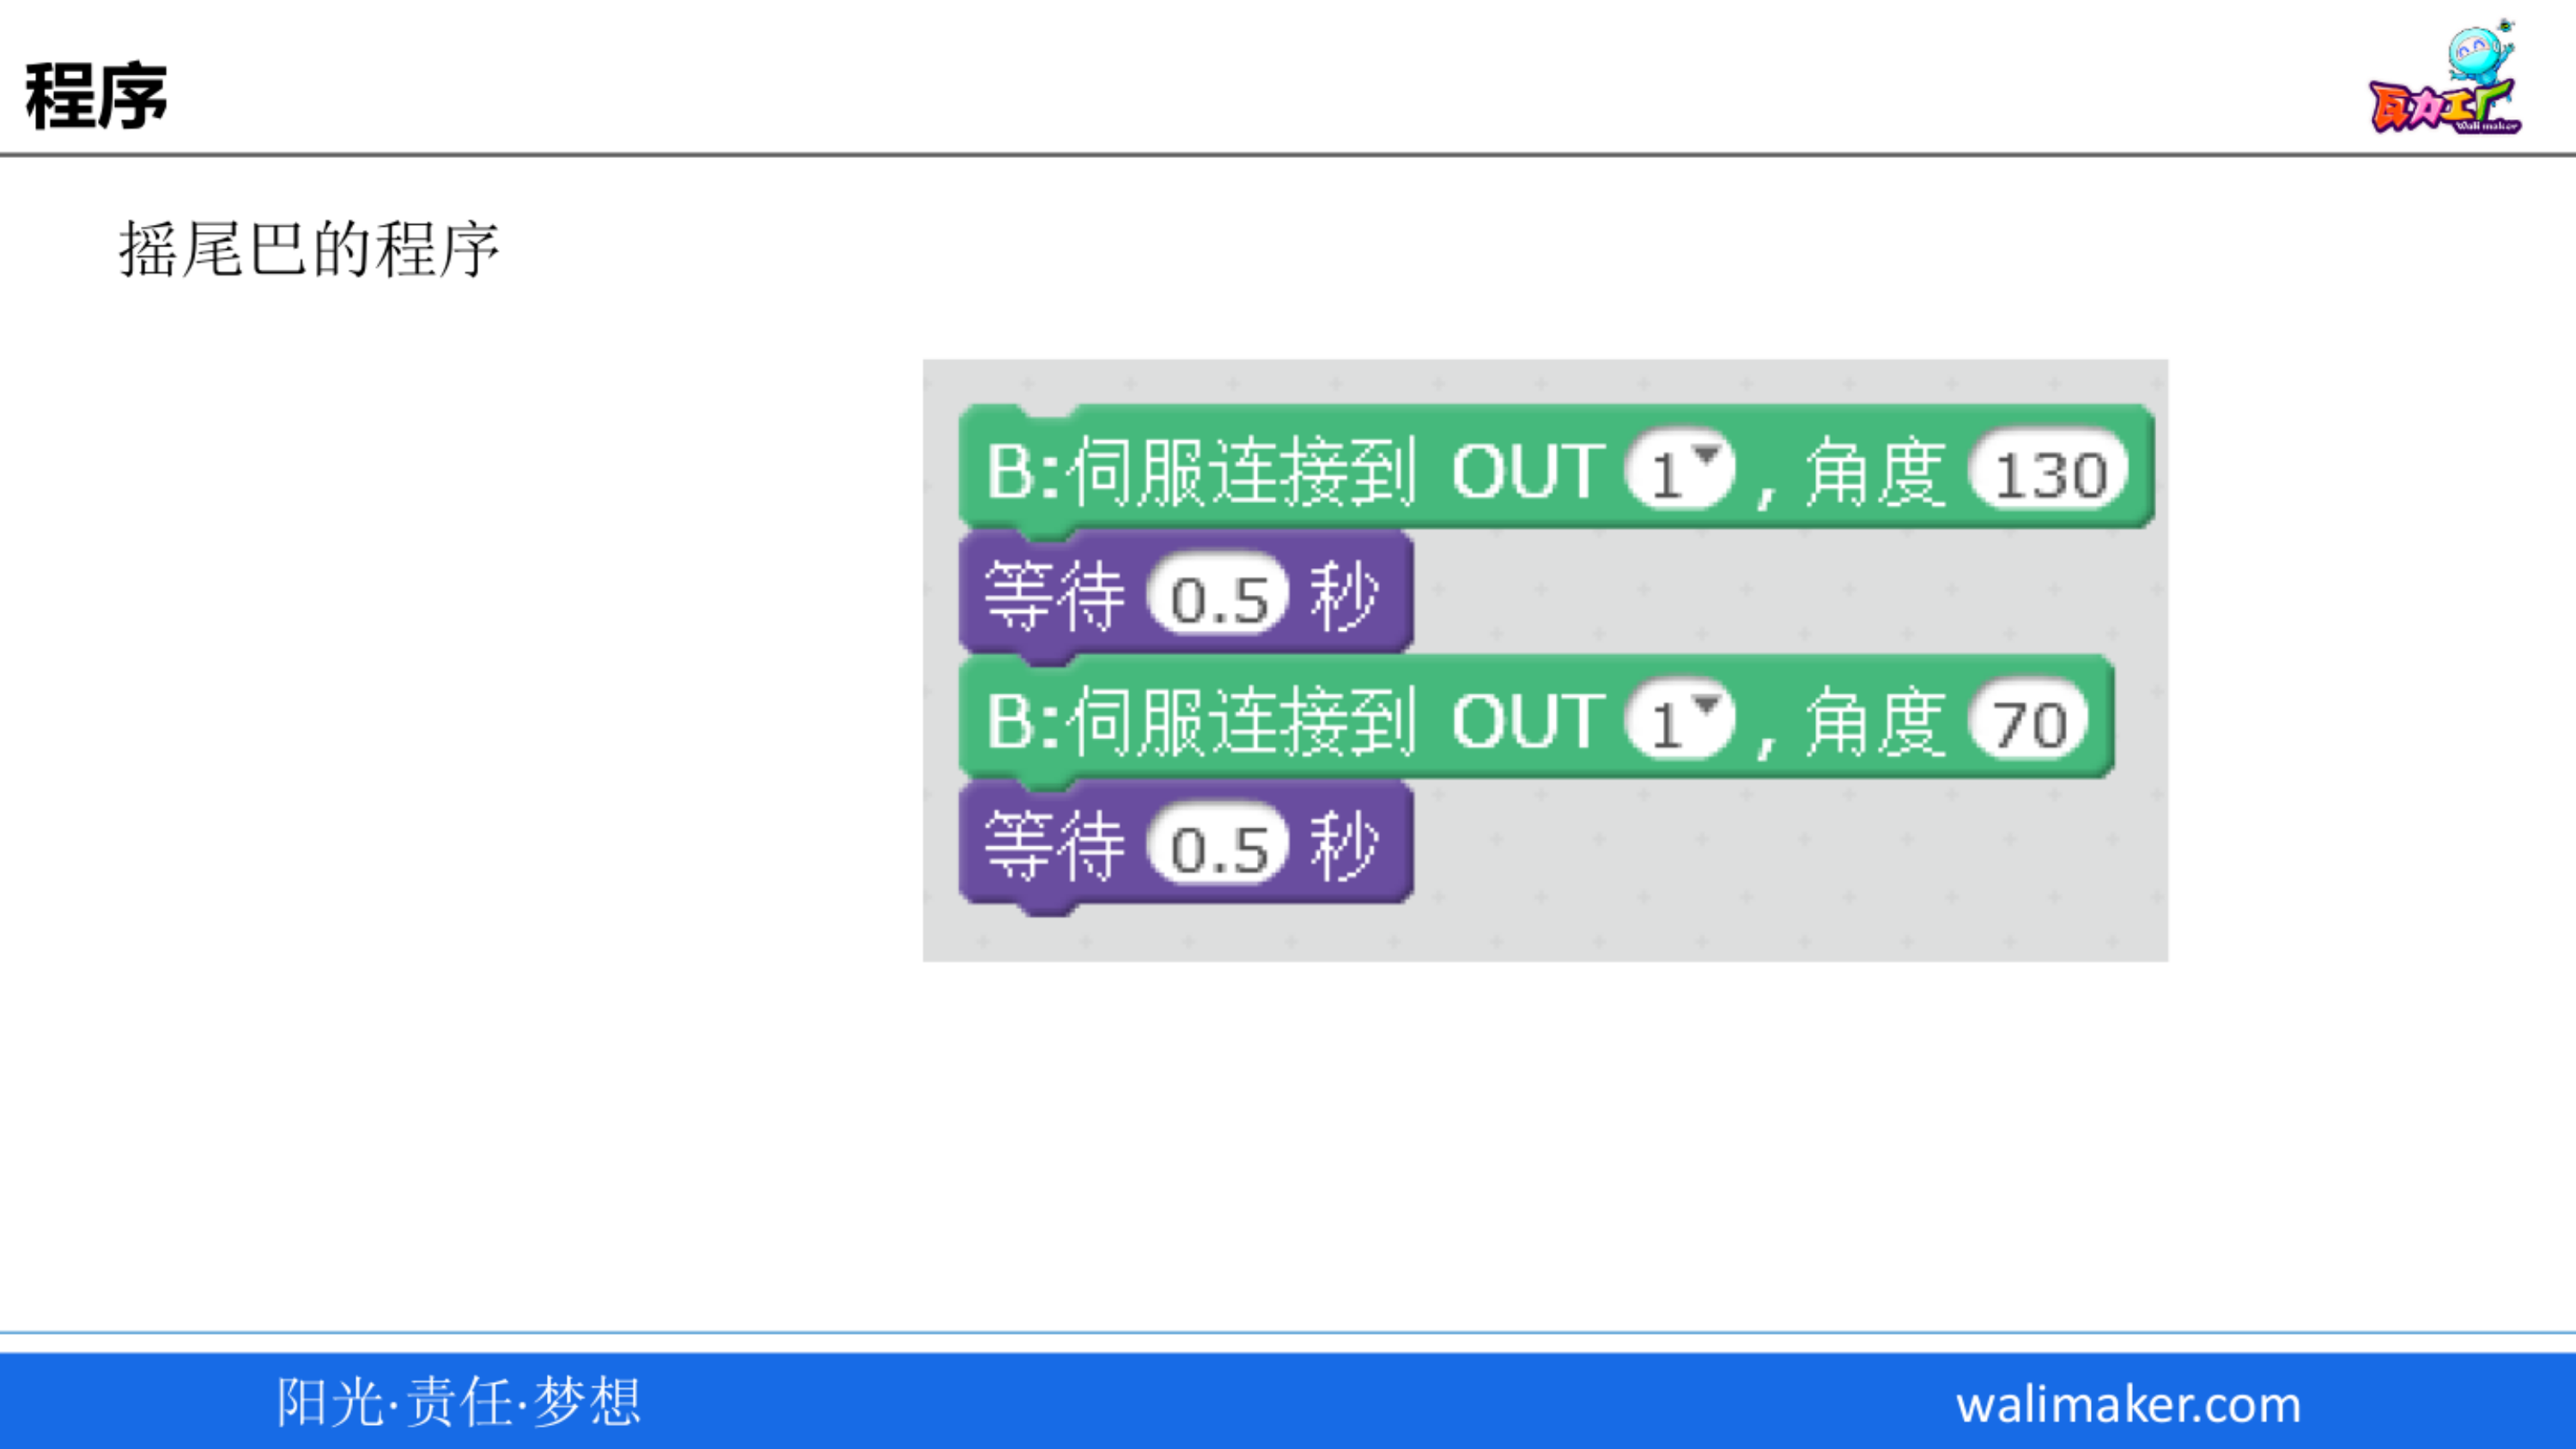 程序
瓦力工厂
Wali maker
摇尾巴的程序
B:伺服连接到 OUT 1 , 角度 130
等待 0.5 秒
B:伺服连接到 OUT 1 , 角度 70
等待 0.5 秒
阳光·责任·梦想
walimaker.com